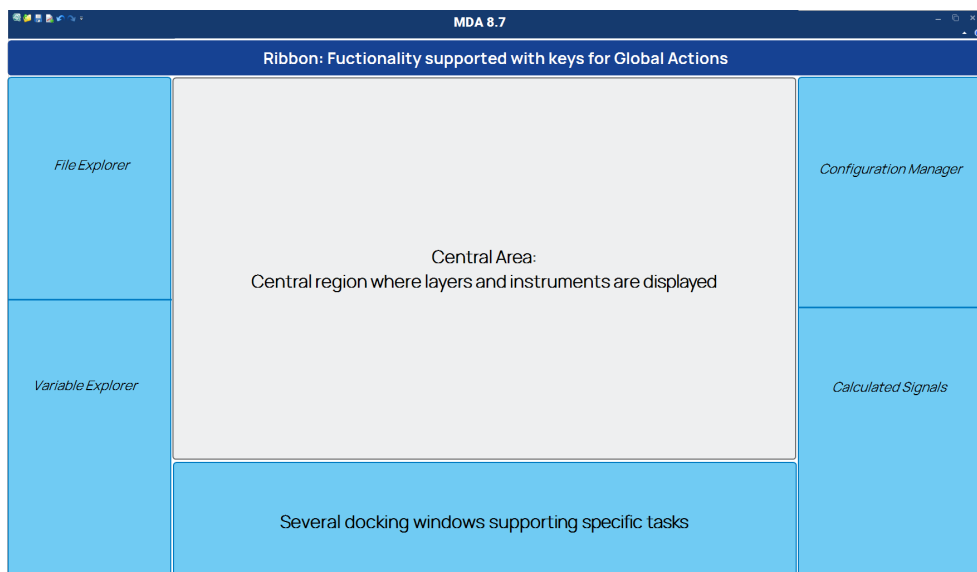 MDA 8.7
Ribbon: Fuctionality supported with keys for Global Actions
File Explorer
Configuration Manager
Central Area:
Central region where layers and instruments are displayed
Variable Explorer
Calculated Signals
Several docking windows supporting specific tasks